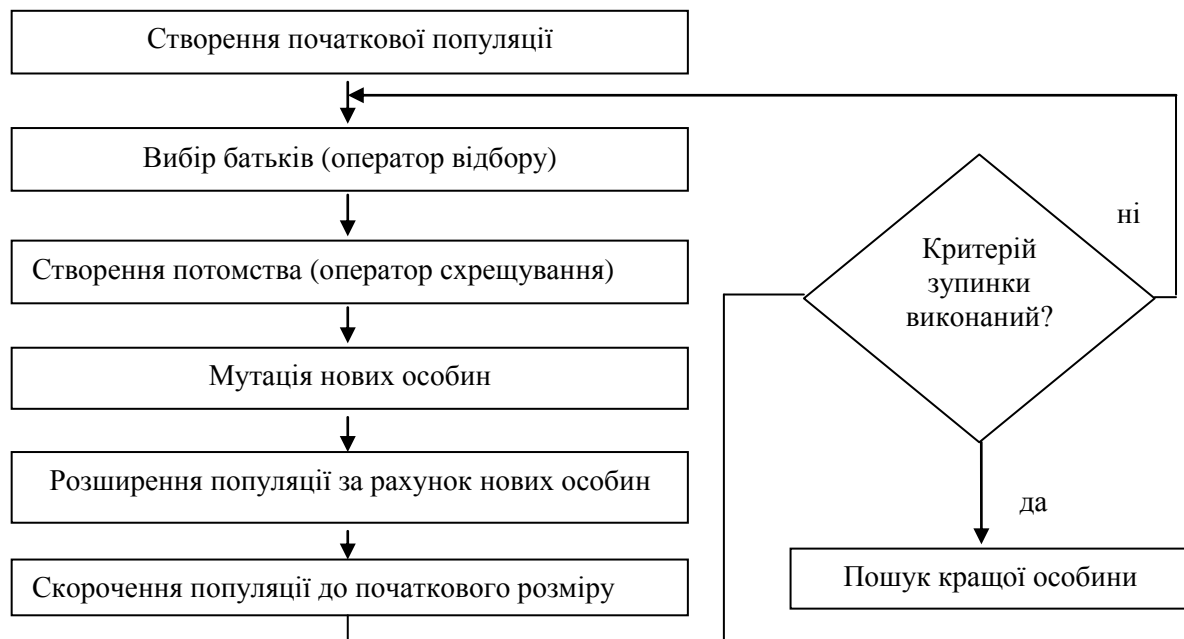 Створення початкової популяції
Вибір батьків (оператор відбору)
Створення потомства (оператор схрещування)
Мутація нових особин
Розширення популяції за рахунок нових особин
Скорочення популяції до початкового розміру
Критерій
зупинки
виконаний?
ні
да
Пошук кращої особини